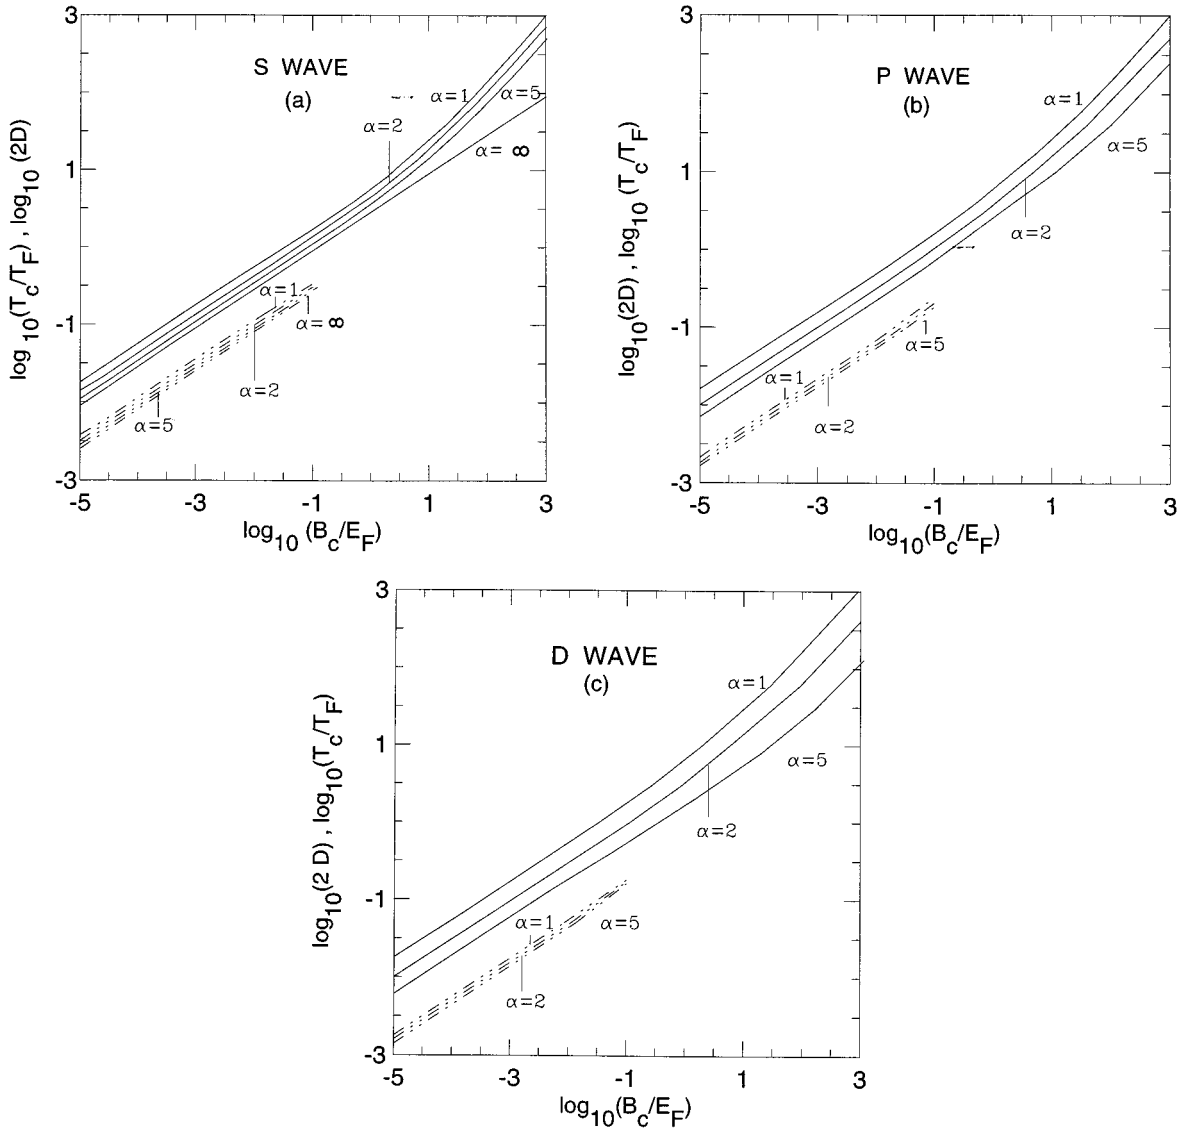 S WAVE
(a)
α=1
α=5
α=2
α= ∞
α=1
α= ∞
α=2
α=5
3
1
-1
-3
-5
-3
-1
1
3
log10(Tc/TF) , log10 (2D)
log10 (Bc/EF)
P WAVE
(b)
α=1
α=5
α=2
α=5
α=1
α=2
3
1
-1
-3
-5
-3
-1
1
3
log10(2D) , log10(Tc/TF)
log10(Bc/EF)
D WAVE
(c)
α=1
α=5
α=2
α=1
α=5
α=2
3
1
-1
-3
-5
-3
-1
1
3
log10(2 D) , log10(Tc/TF)
log10(Bc/EF)